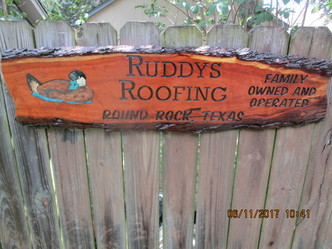 RUDDYS
ROOFING
ROUND ROCK, TEXAS
FAMILY
OWNED AND
OPERATED
08/11/2017 10:41